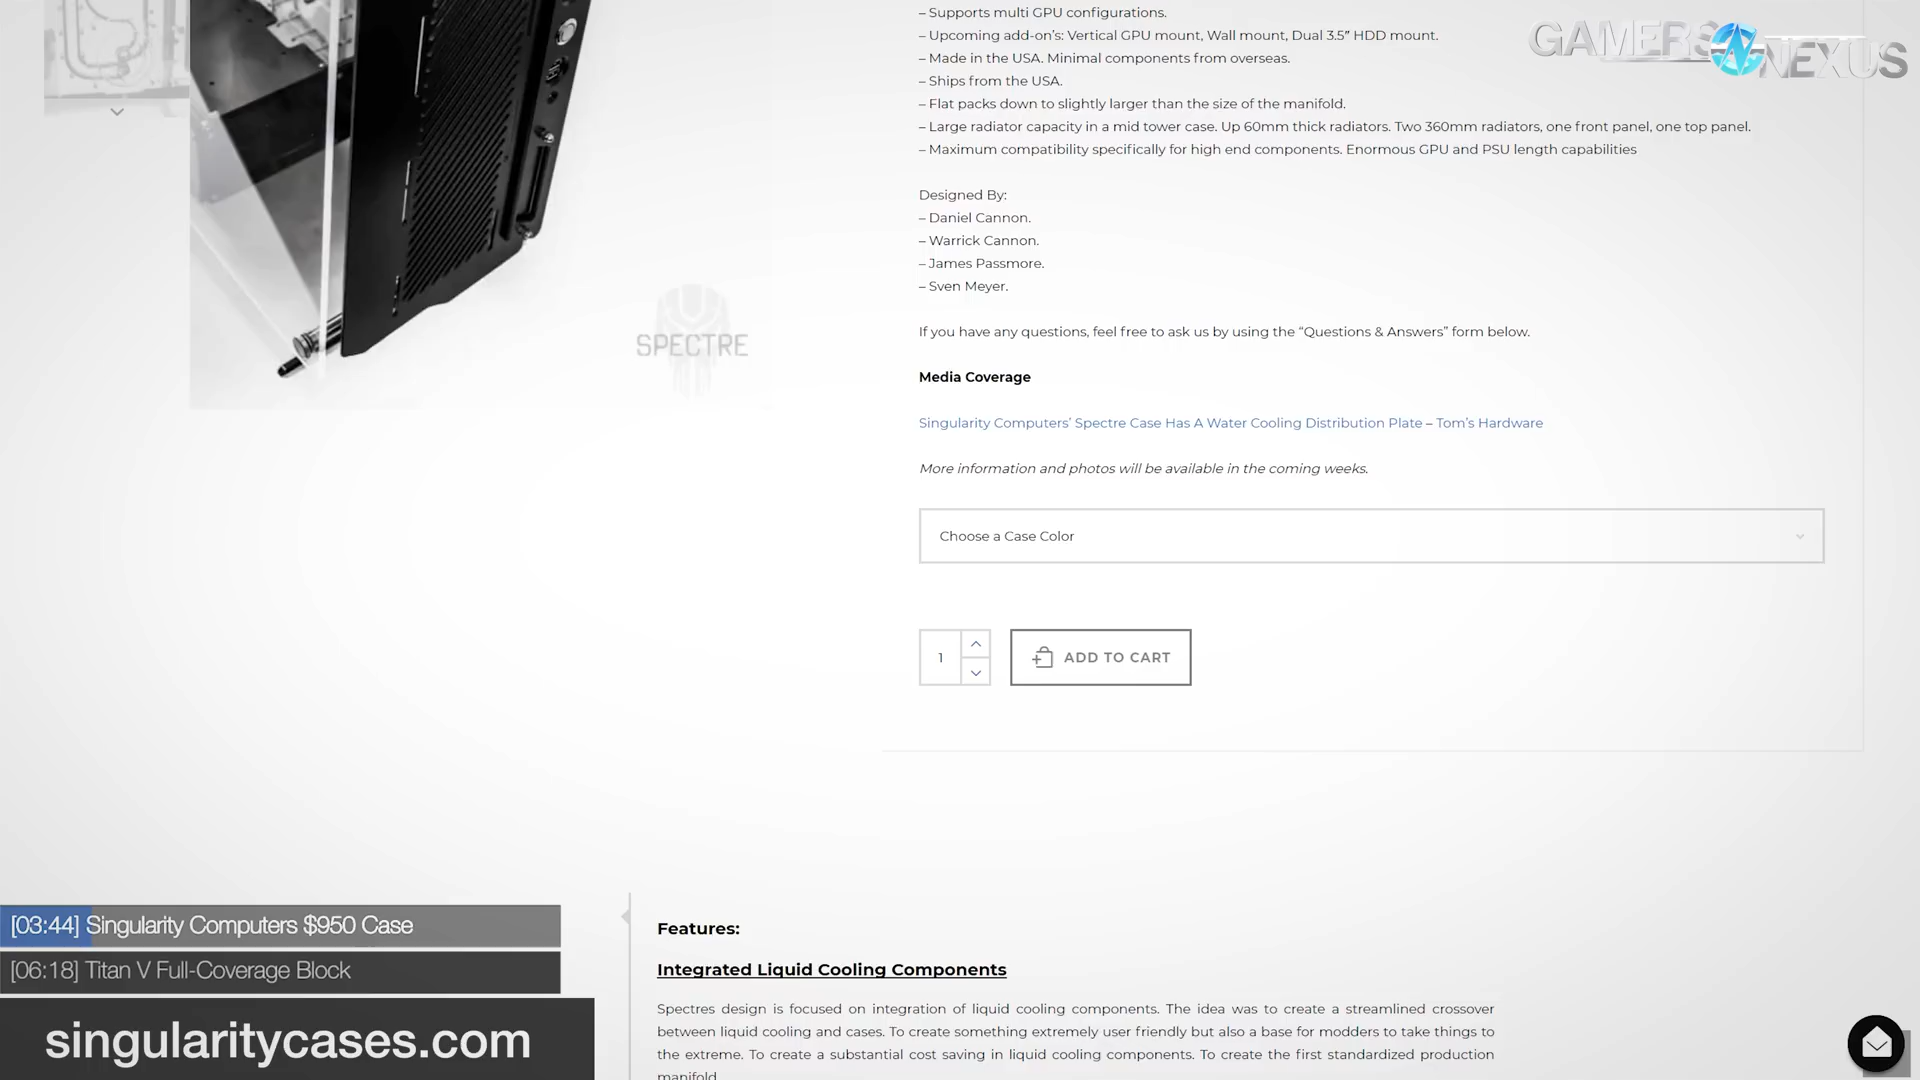 – Supports multi GPU configurations.
– Upcoming add-on’s: Vertical GPU mount, Wall mount, Dual 3.5″ HDD mount.
– Made in the USA. Minimal components from overseas.
– Ships from the USA.
– Flat packs down to slightly larger than the size of the manifold.
– Large radiator capacity in a mid tower case. Up 60mm thick radiators. Two 360mm radiators, one front panel, one top panel.
– Maximum compatibility specifically for high end components. Enormous GPU and PSU length capabilities
GAMERS NEXUS
Designed By:
– Daniel Cannon.
– Warrick Cannon.
– James Passmore.
– Sven Meyer.
If you have any questions, feel free to ask us by using the “Questions & Answers” form below.
SPECTRE
Media Coverage
Singularity Computers’ Spectre Case Has A Water Cooling Distribution Plate – Tom’s Hardware
More information and photos will be available in the coming weeks.
Choose a Case Color
1
ADD TO CART
[03:44] Singularity Computers $950 Case
[06:18] Titan V Full-Coverage Block
singularitycases.com
Features:
Integrated Liquid Cooling Components
Spectres design is focused on integration of liquid cooling components. The idea was to create a streamlined crossover
between liquid cooling and cases. To create something extremely user friendly but also a base for modders to take things to
the extreme. To create a substantial cost saving in liquid cooling components. To create the first standardized production
manifold.